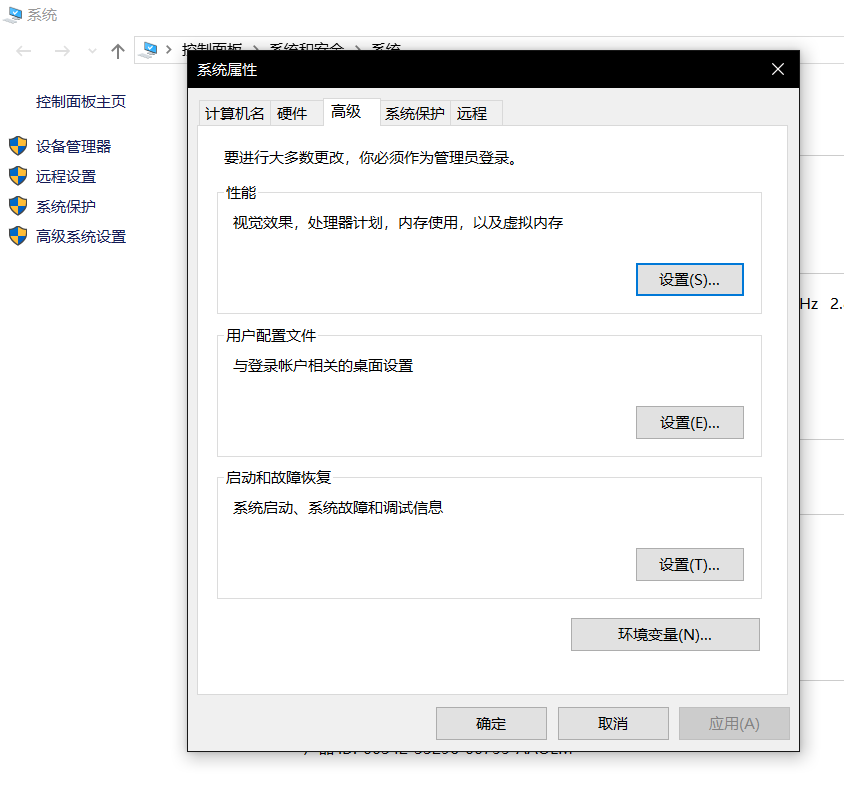 系统
控制面板 系统和安全 系统
控制面板主页
设备管理器
远程设置
系统保护
高级系统设置
系统属性
计算机名 硬件 高级 系统保护 远程
要进行大多数更改，你必须作为管理员登录。
性能
视觉效果，处理器计划，内存使用，以及虚拟内存
设置(S)...
Hz 2.
用户配置文件
与登录帐户相关的桌面设置
设置(E)...
启动和故障恢复
系统启动、系统故障和调试信息
设置(T)...
环境变量(N)...
确定 取消 应用(A)